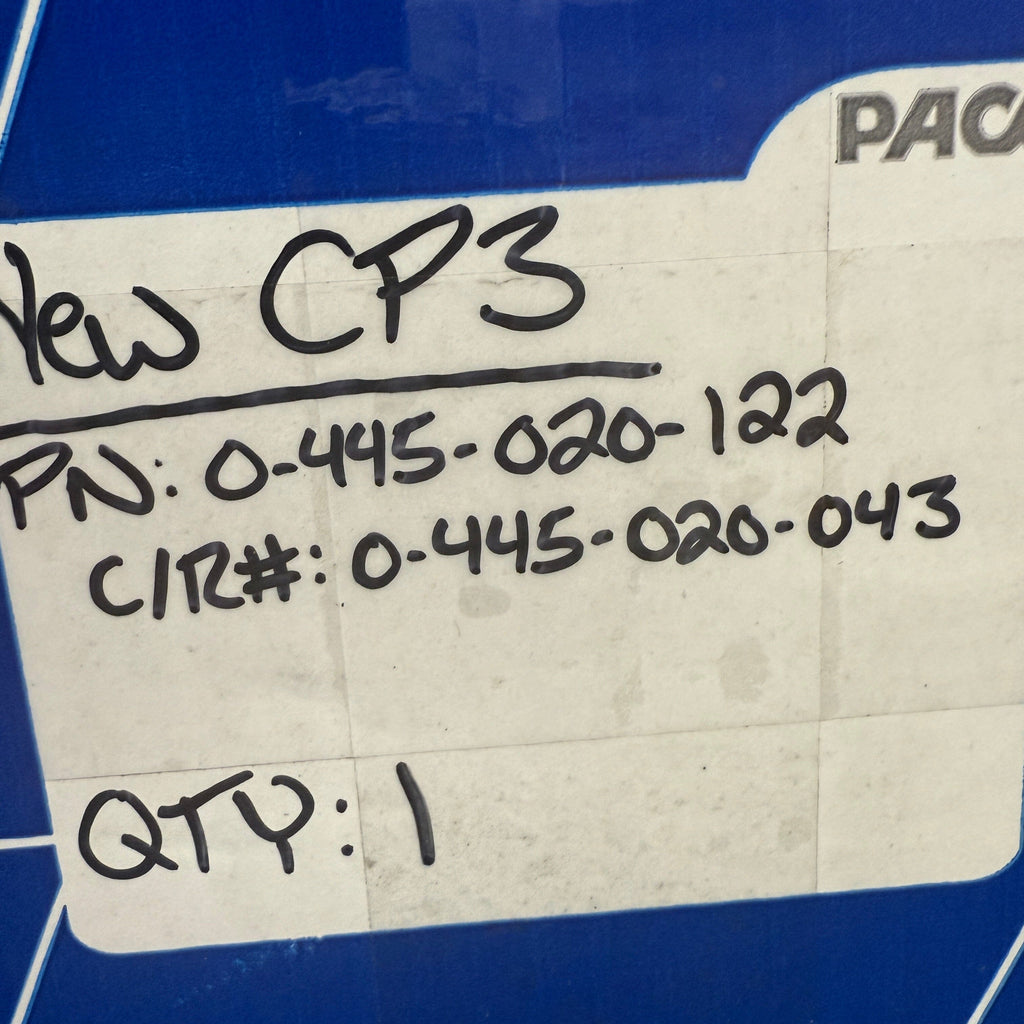 PAC
New CP3
PN: 0-445-020-122
C/R#: 0-445-020-043
QTY: 1